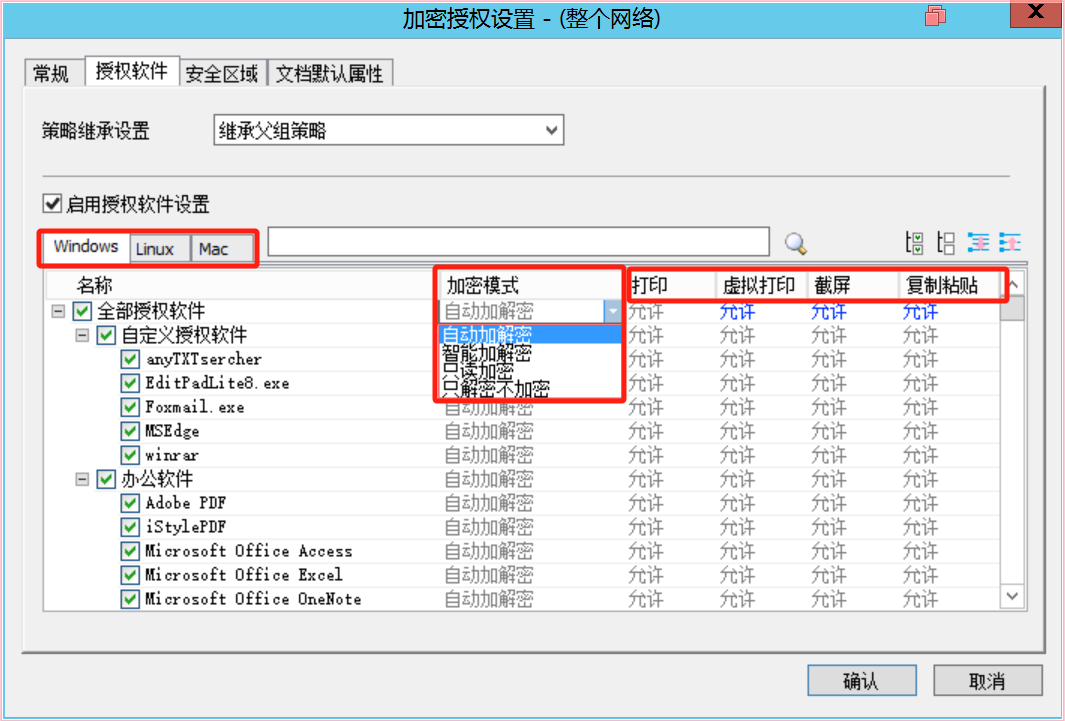 加密授权设置 - (整个网络)
常规 授权软件 安全区域 文档默认属性
策略继承设置 继承父组策略
启用授权软件设置
Windows Linux Mac
名称 加密模式 打印 虚拟打印 截屏 复制粘贴
全部授权软件 自动加解密 允许 允许 允许 允许
自定义授权软件 自动加解密 允许 允许 允许 允许
anyTXTsercher 智能加解密 允许 允许 允许 允许
只读加密
EditPadLite8.exe 只解密不加密 允许 允许 允许 允许
Foxmail.exe 自动加解密 允许 允许 允许 允许
MSEdge 自动加解密 允许 允许 允许 允许
winrar 自动加解密 允许 允许 允许 允许
办公软件 自动加解密 允许 允许 允许 允许
Adobe PDF 自动加解密 允许 允许 允许 允许
iStylePDF 自动加解密 允许 允许 允许 允许
Microsoft Office Access 自动加解密 允许 允许 允许 允许
Microsoft Office Excel 自动加解密 允许 允许 允许 允许
Microsoft Office OneNote 自动加解密 允许 允许 允许 允许
确认 取消